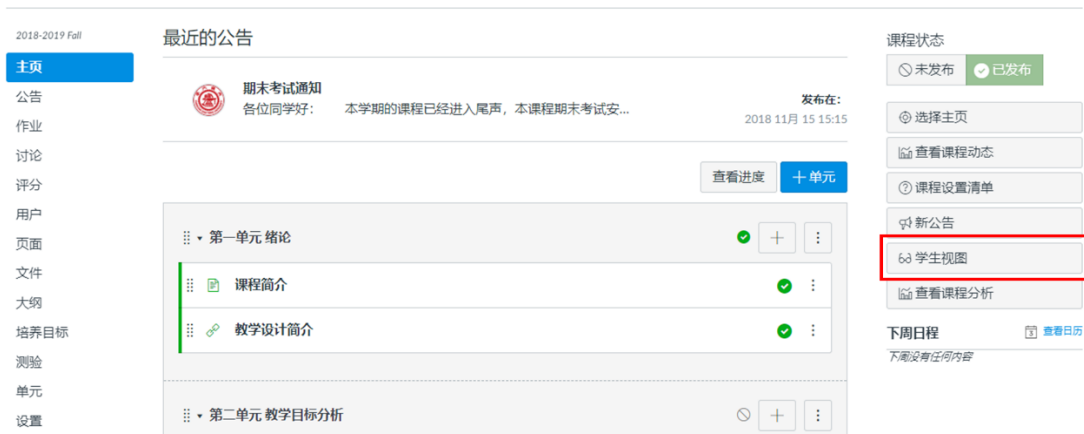 2018-2019 Fall
主页
公告
作业
讨论
评分
用户
页面
文件
大纲
培养目标
测验
单元
设置
最近的公告
期末考试通知
各位同学好： 本学期的课程已经进入尾声，本课程期末考试安...
发布在：
2018 11月 15 15:15
查看进度
＋单元
第一单元 绪论
课程简介
教学设计简介
第二单元 教学目标分析
课程状态
未发布 已发布
选择主页
查看课程动态
课程设置清单
新公告
学生视图
查看课程分析
下周日程 查看日历
下周没有任何内容